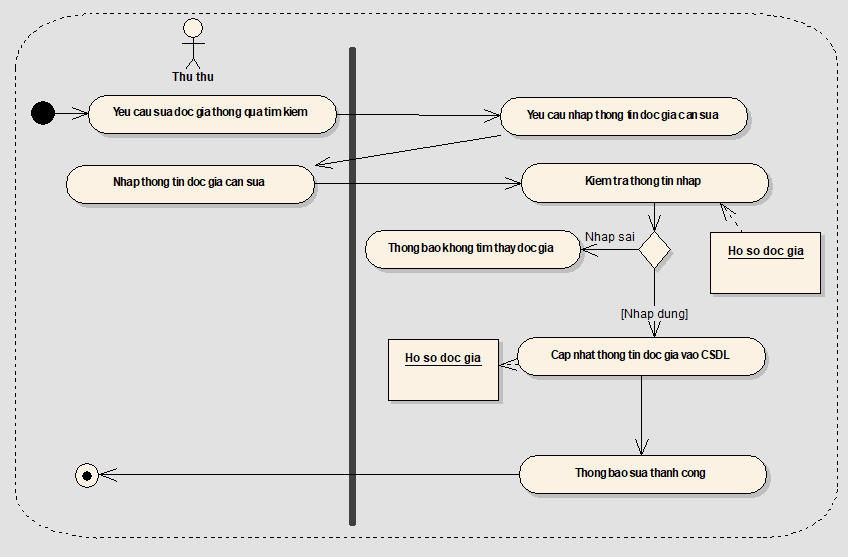 Thu thu
Yeu cau sua doc gia thong qua tim kiem
Yeu cau nhap thong tin doc gia can sua
Nhap thong tin doc gia can sua
Kiem tra thong tin nhap
Nhap sai
Thong bao khong tim thay doc gia
Ho so doc gia
[Nhap dung]
Ho so doc gia
Cap nhat thong tin doc gia vao CSDL
Thong bao sua thanh cong